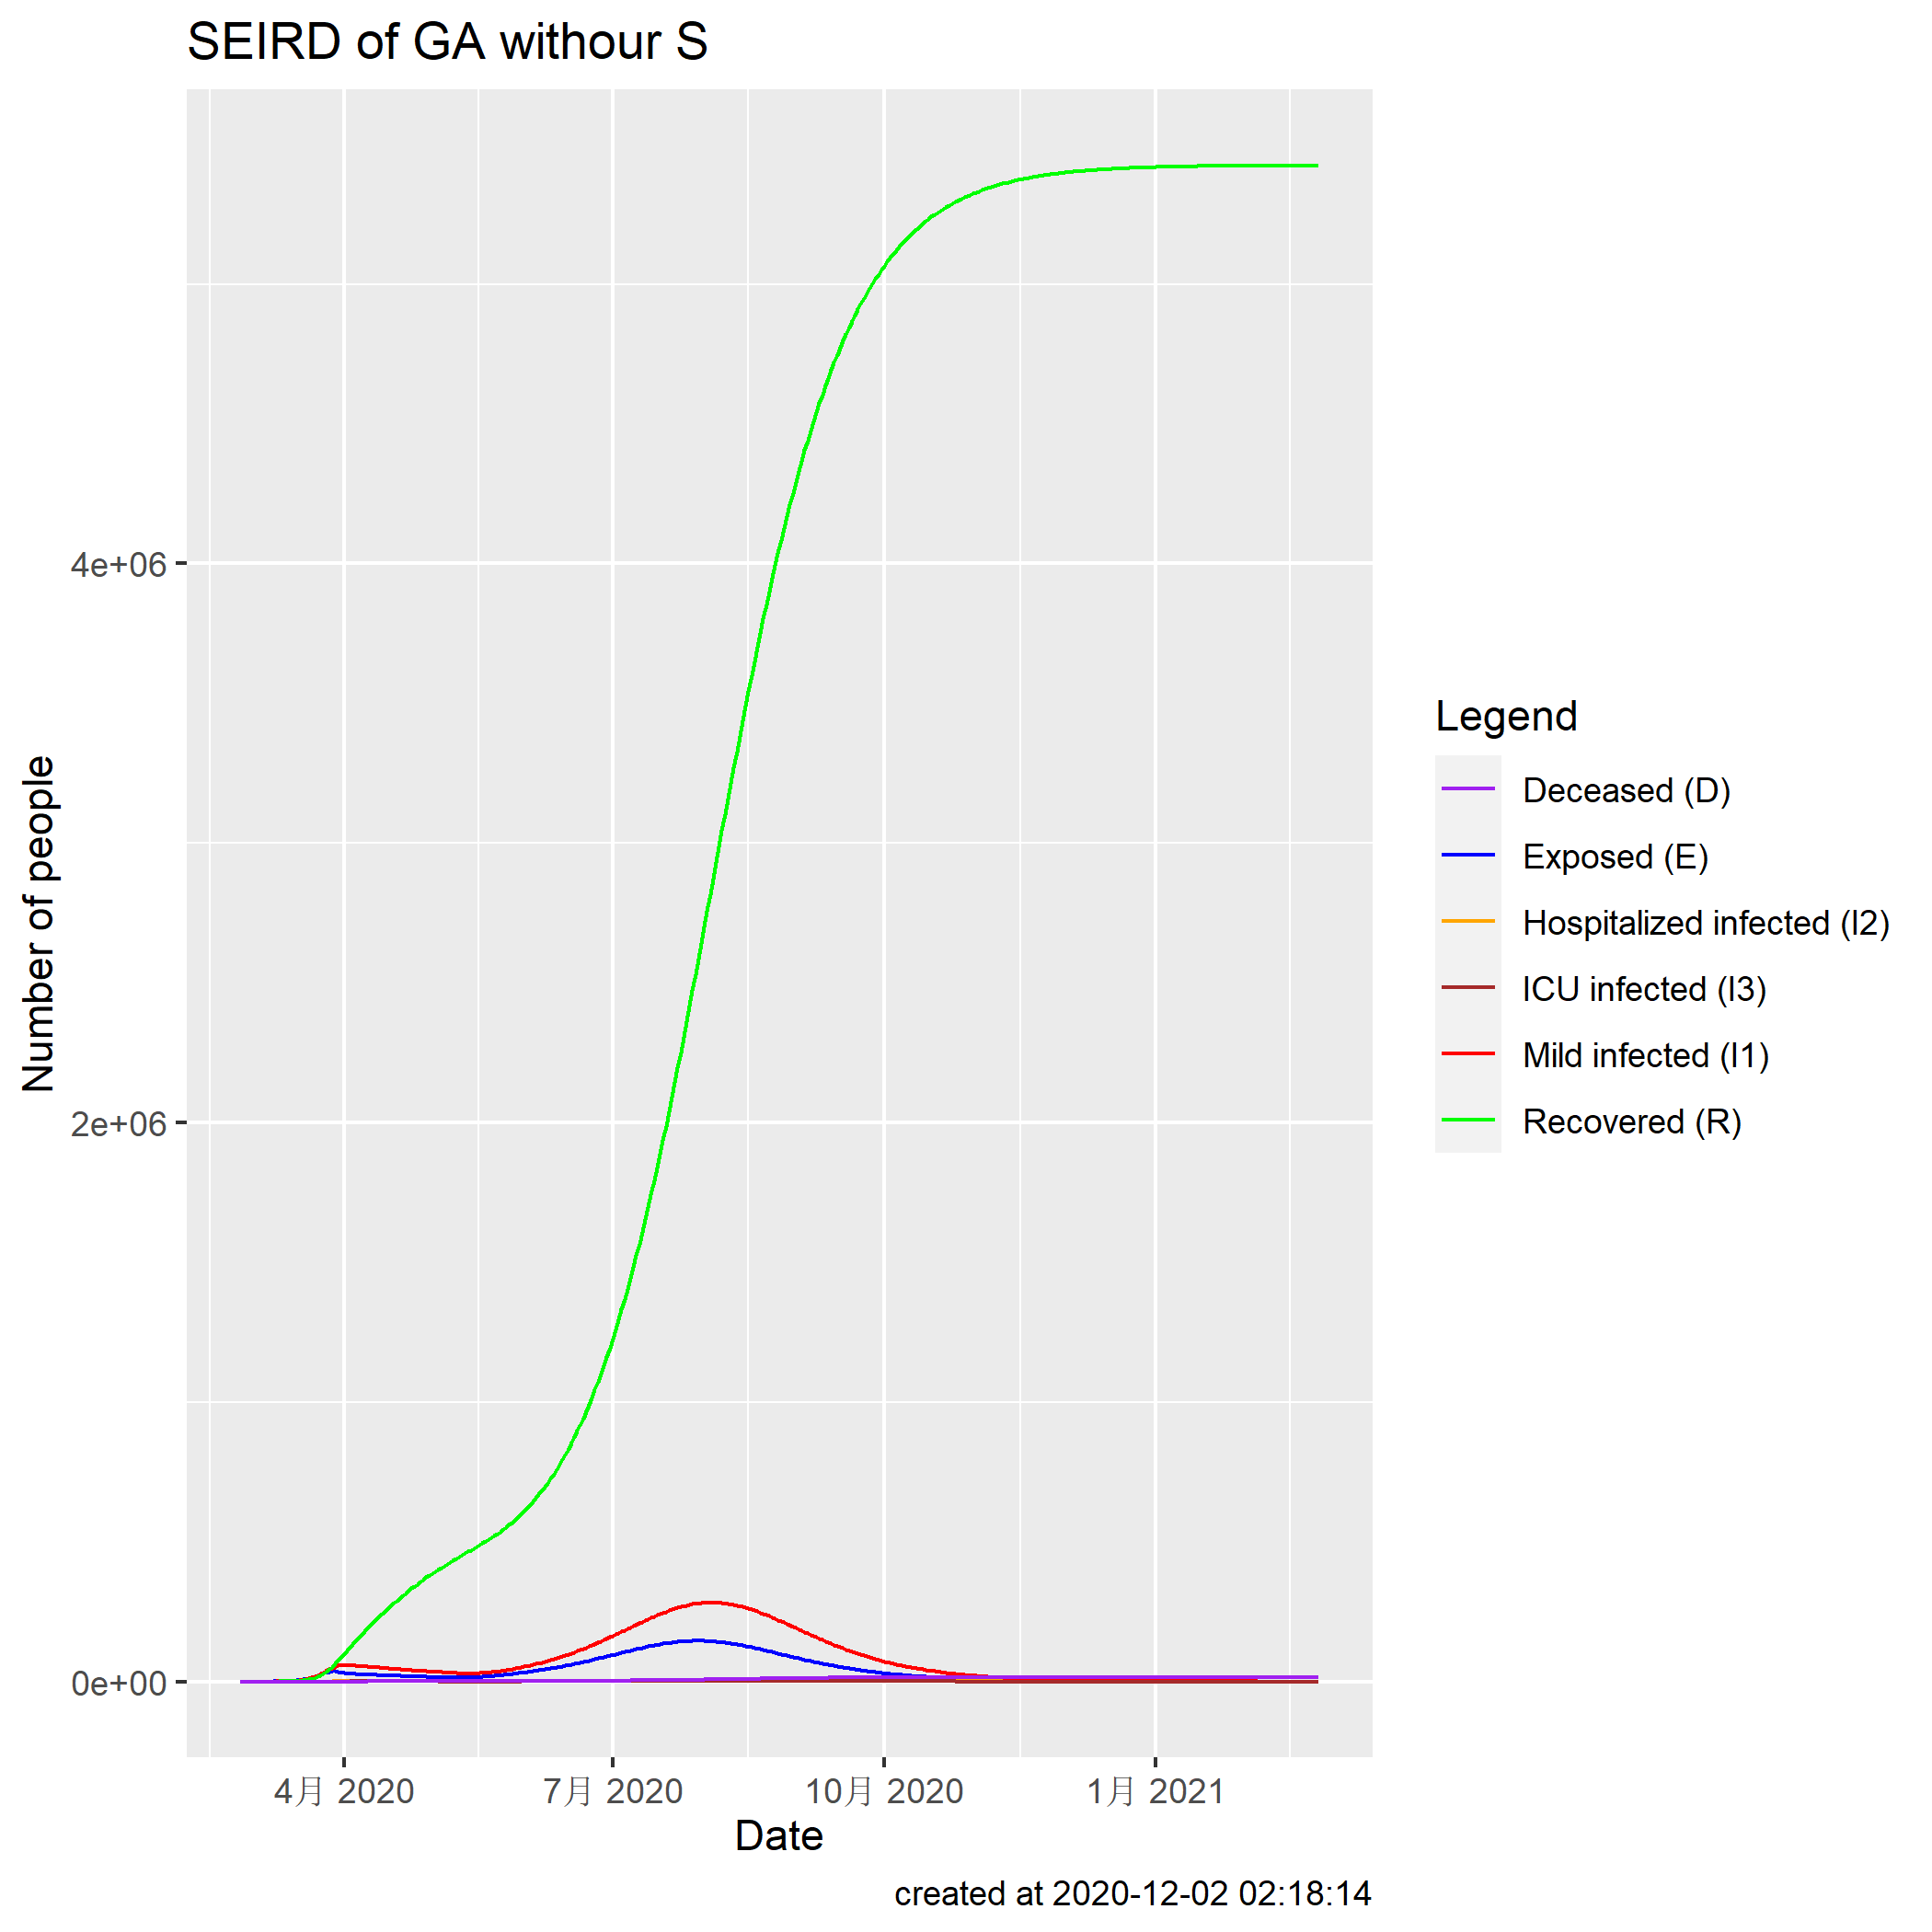 SEIRD of GA withour S
Number of people
4e+06
2e+06
0e+00
4月 2020
7月 2020
10月 2020
1月 2021
Date
Legend
Deceased (D)
Exposed (E)
Hospitalized infected (I2)
ICU infected (I3)
Mild infected (I1)
Recovered (R)
created at 2020-12-02 02:18:14